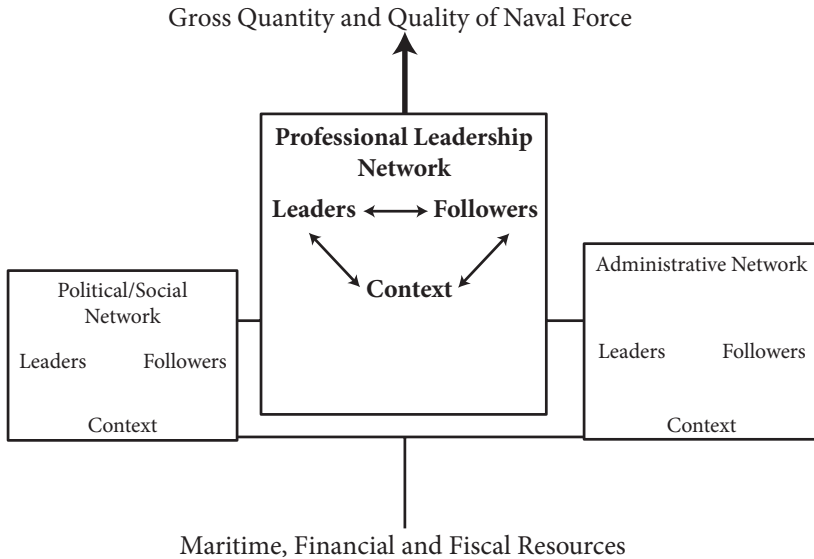 Gross Quantity and Quality of Naval Force
Professional Leadership
Network
Leaders Followers
Context
Political/Social
Network
Leaders Followers
Context
Administrative Network
Leaders Followers
Context
Maritime, Financial and Fiscal Resources